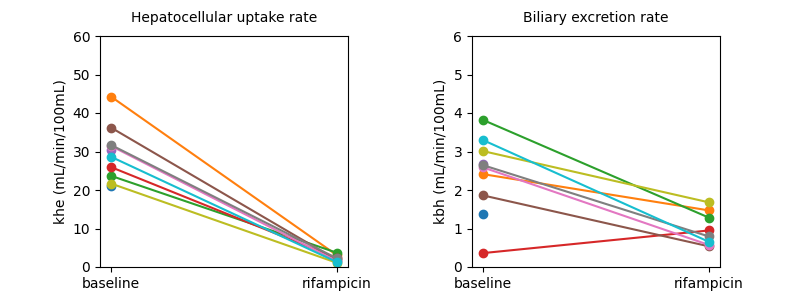 Hepatocellular uptake rate
khe (mL/min/100mL)
60
50
40
30
20
10
0
baseline rifampicin
Biliary excretion rate
kbh (mL/min/100mL)
6
5
4
3
2
1
0
baseline rifampicin